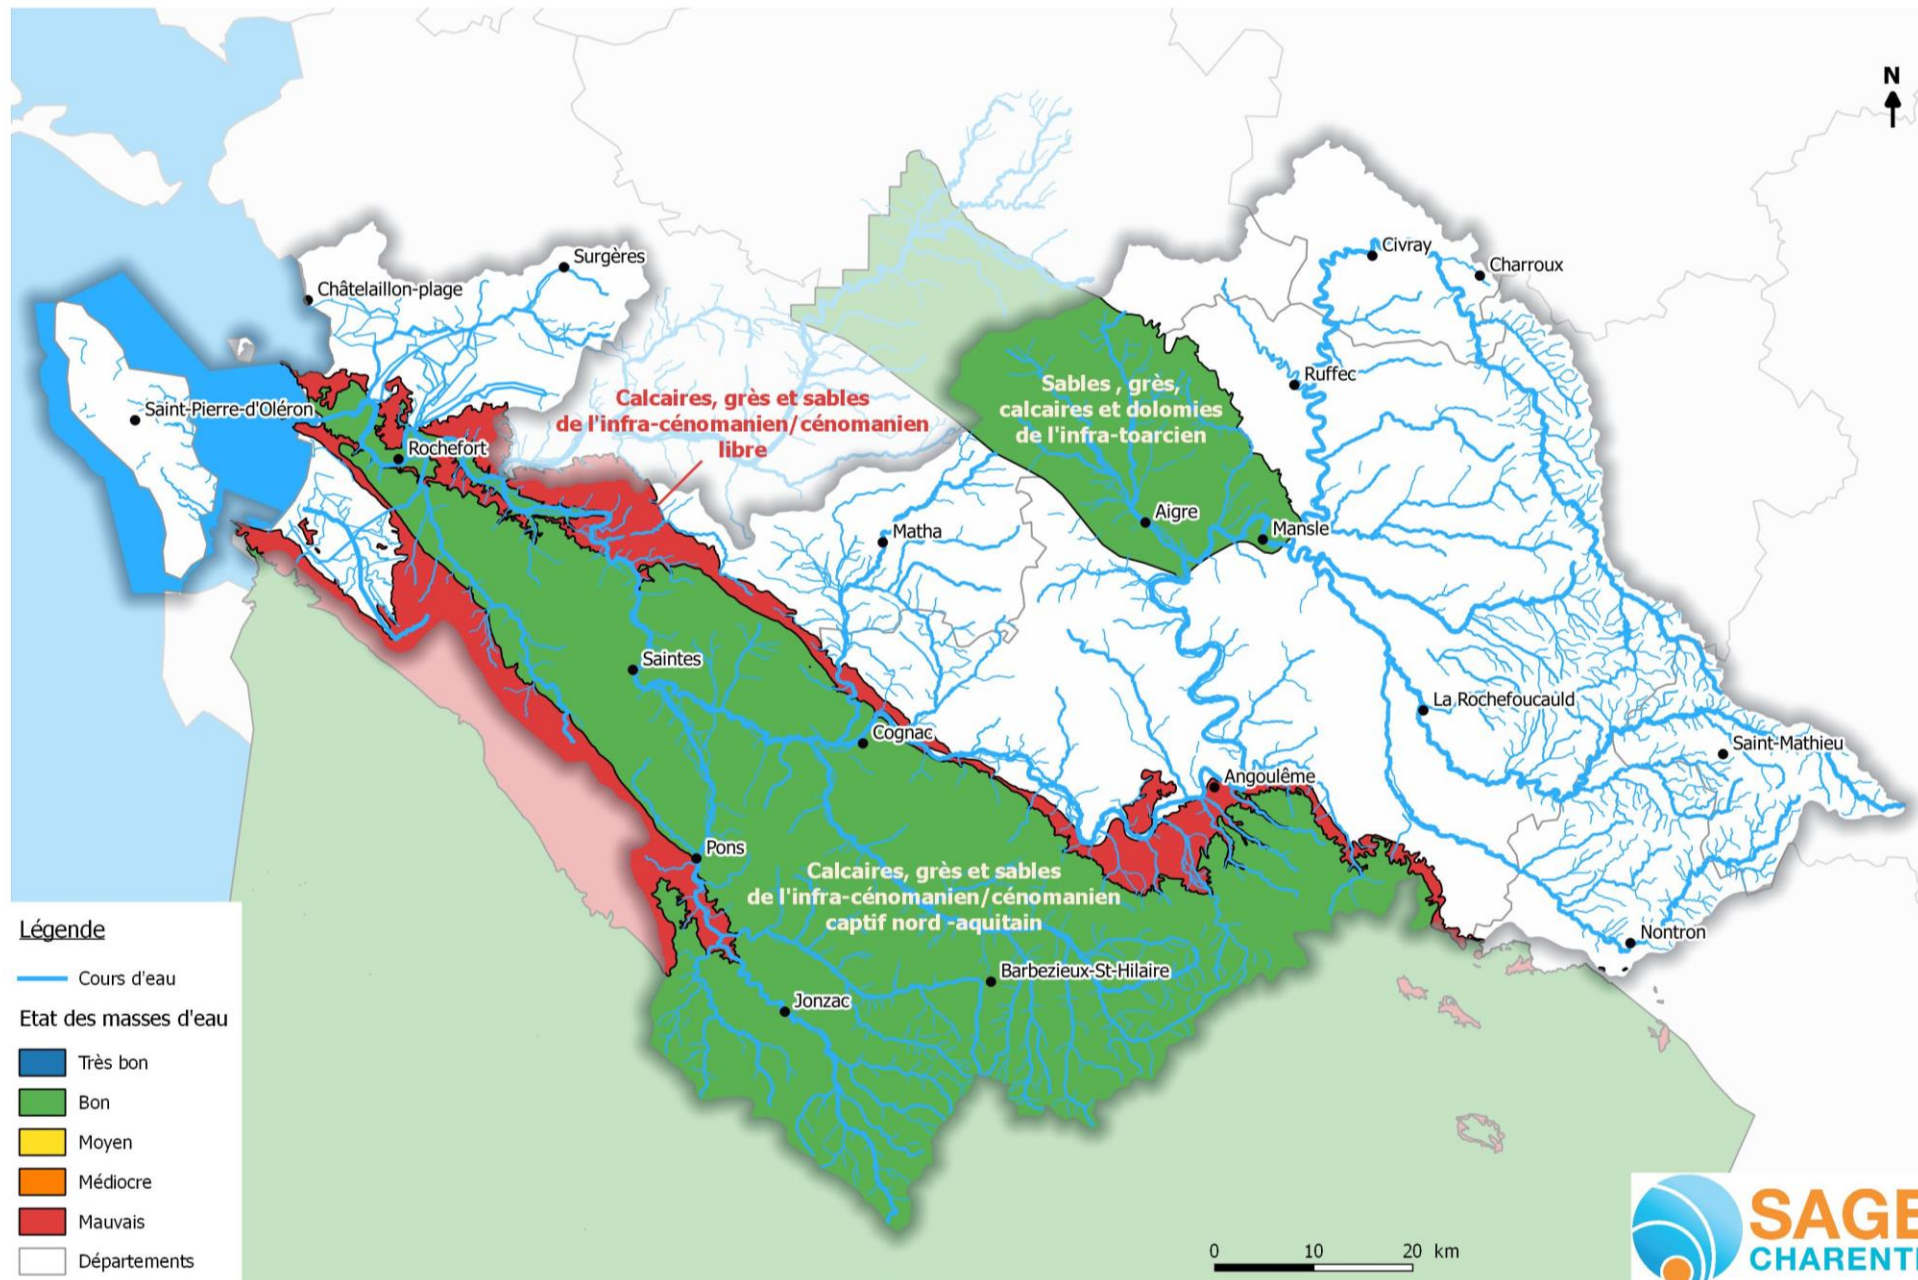 N
Civray
Charroux
Surgères
Châtelaillon-plage
Ruffec
Sables , grès,
calcaires et dolomies
de l'infra-toarcien
Calcaires, grès et sables
de l'infra-cénomanien/cénomanien
libre
Saint-Pierre-d'Oléron
Rochefort
Aigre
Mansle
Matha
Saintes
La Rochefoucauld
Cognac
Saint-Mathieu
Angoulême
Pons
Calcaires, grès et sables
de l'infra-cénomanien/cénomanien
captif nord -aquitain
Nontron
Barbezieux-St-Hilaire
Jonzac
Légende
Cours d'eau
Etat des masses d'eau
Très bon
Bon
Moyen
Médiocre
Mauvais
Départements
0 10 20 km
SAGE
CHARENT